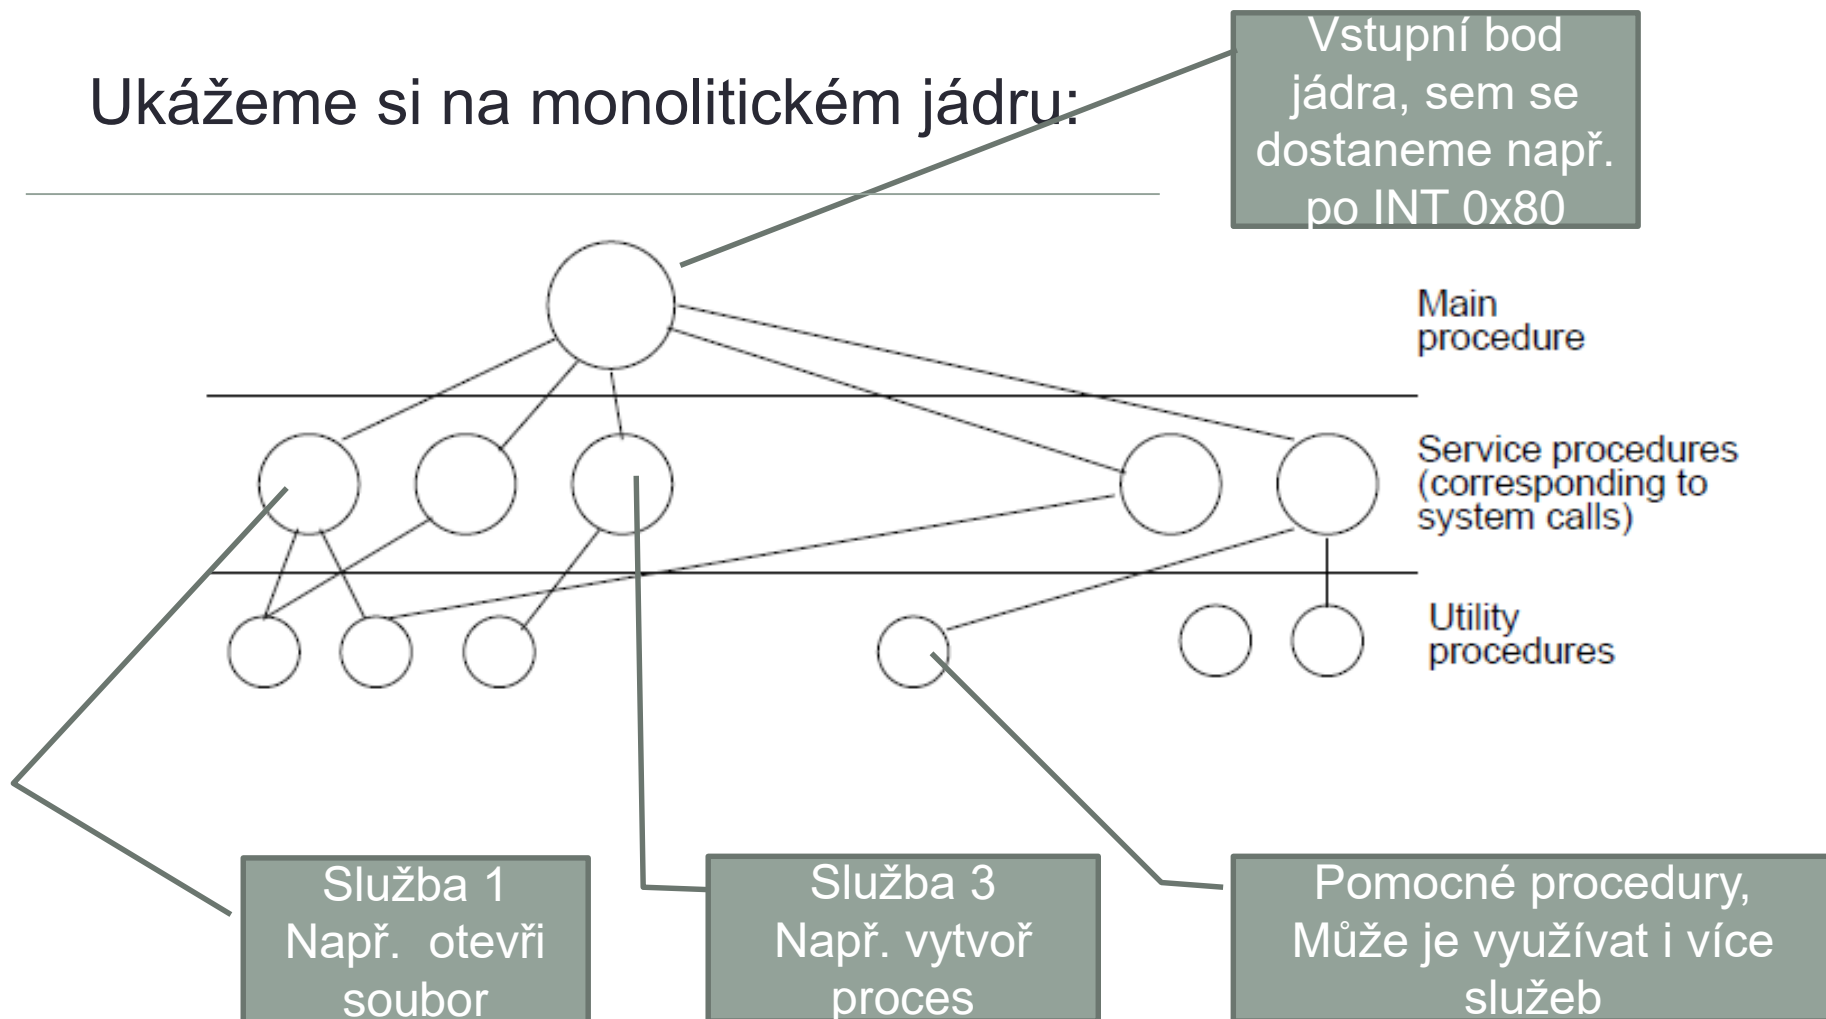 Vstupní bod
jádra, sem se
dostaneme např.
po INT 0x80
Ukážeme si na monolitickém jádru:
Main
procedure
Service procedures
(corresponding to
system calls)
Utility
procedures
Služba 1
Např. otevři
soubor
Služba 3
Např. vytvoř
proces
Pomocné procedury,
Může je využívat i více
služeb